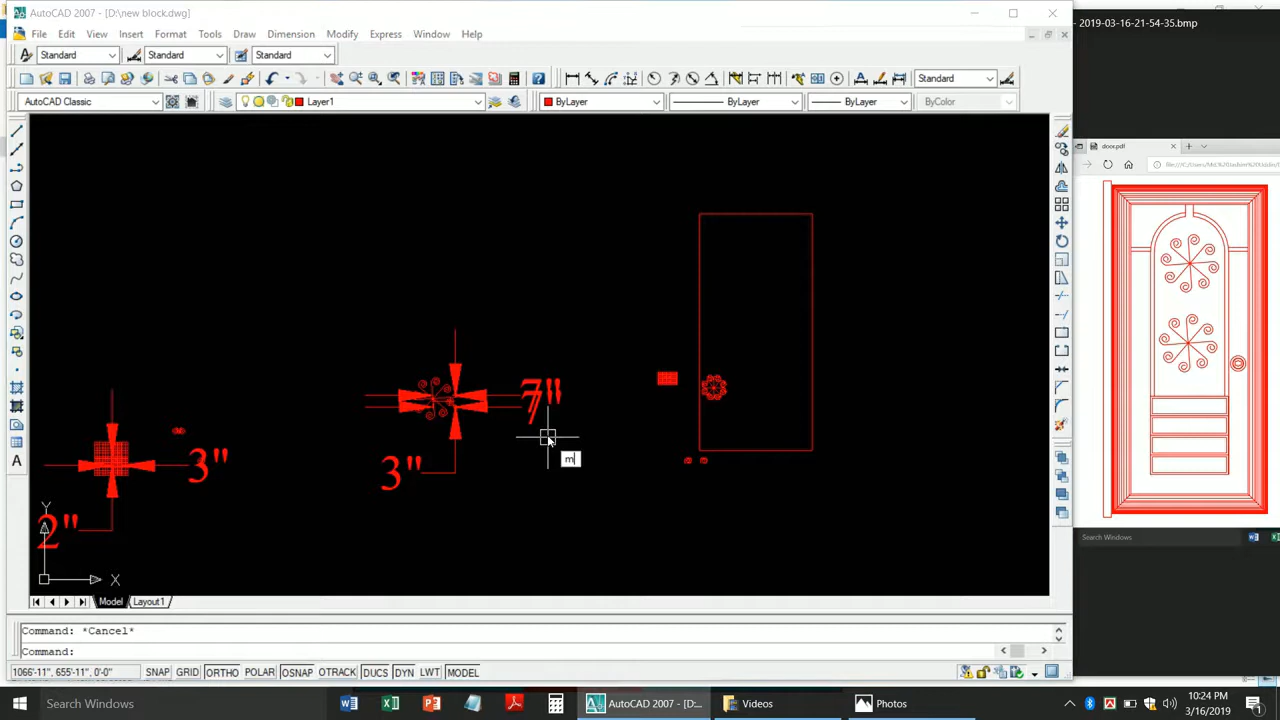 AutoCAD 2007 - [D:\new block.dwg]
- 2019-03-16-21-54-35.bmp
File Edit View Insert Format Tools Draw Dimension Modify Express Window Help
Standard Standard Standard
Standard
AutoCAD Classic Layer1 ByLayer ByLayer ByLayer ByColor
door.pdf
7"
m
3"
3"
2"
Y
X
Model Layout1
Search Windows
Command: *Cancel*
Command:
1066'-11", 655'-11", 0'-0" SNAP GRID ORTHO POLAR OSNAP OTRACK DUCS DYN LWT MODEL
Search Windows AutoCAD 2007 - [D:... Videos Photos
10:24 PM
3/16/2019